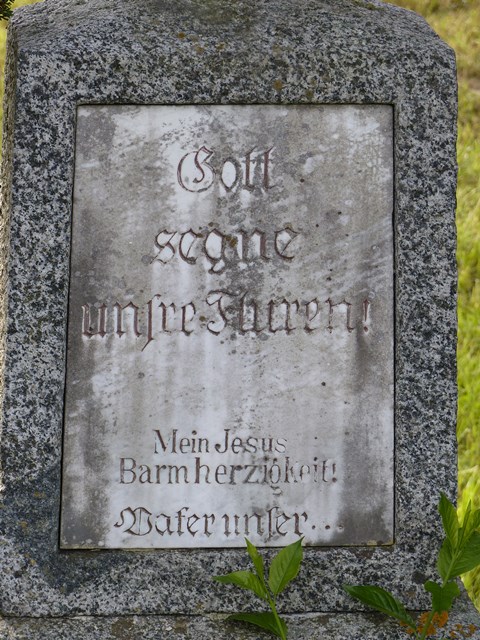 Gott
segne
unsre Fluren!
Mein Jesus
Barmherzigkeit!
Vater unser...